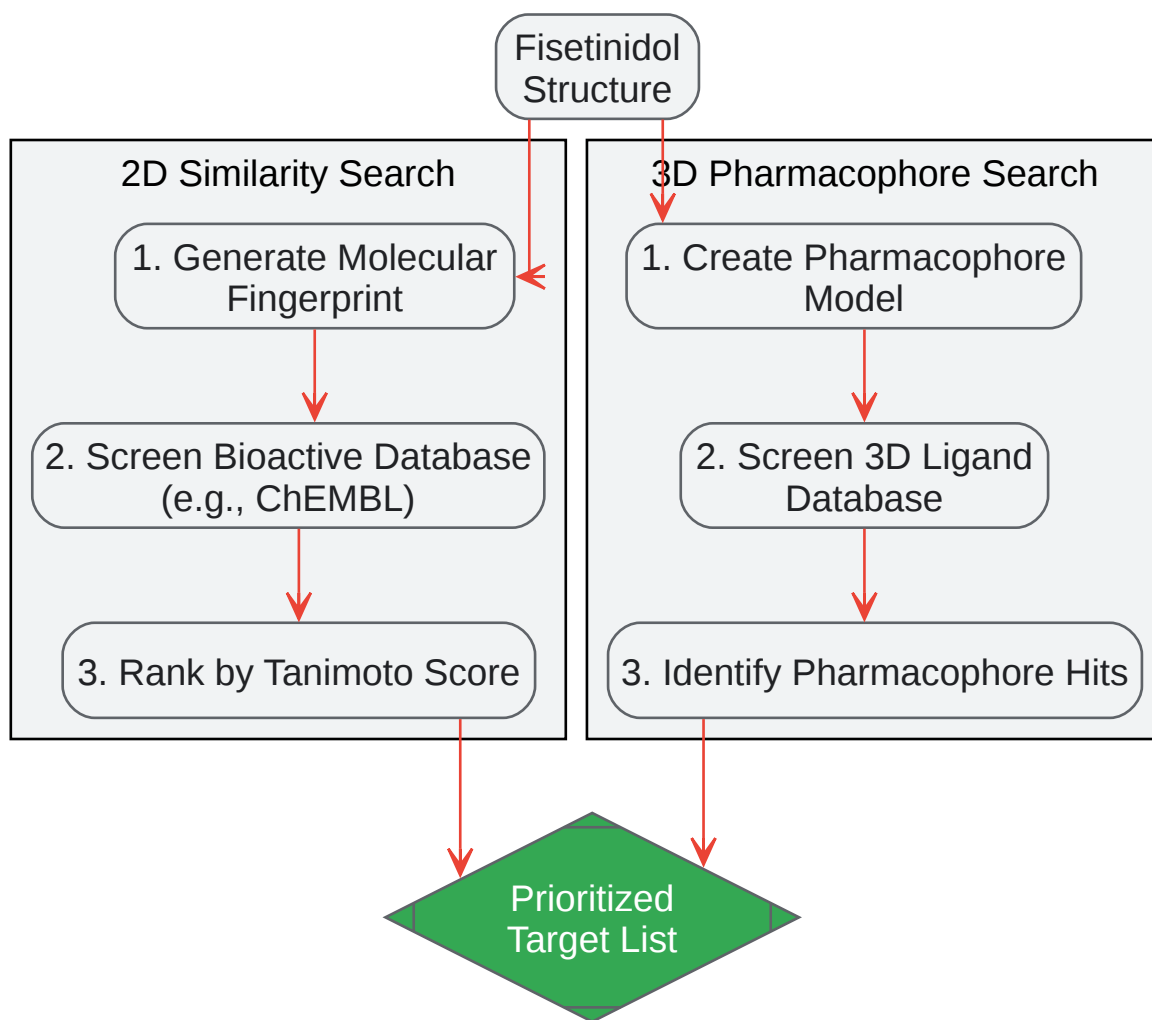 Fisetinidol
Structure
2D Similarity Search
1. Generate Molecular
Fingerprint
2. Screen Bioactive Database
(e.g., ChEMBL)
3. Rank by Tanimoto Score
3D Pharmacophore Search
1. Create Pharmacophore
Model
2. Screen 3D Ligand
Database
3. Identify Pharmacophore Hits
Prioritized
Target List